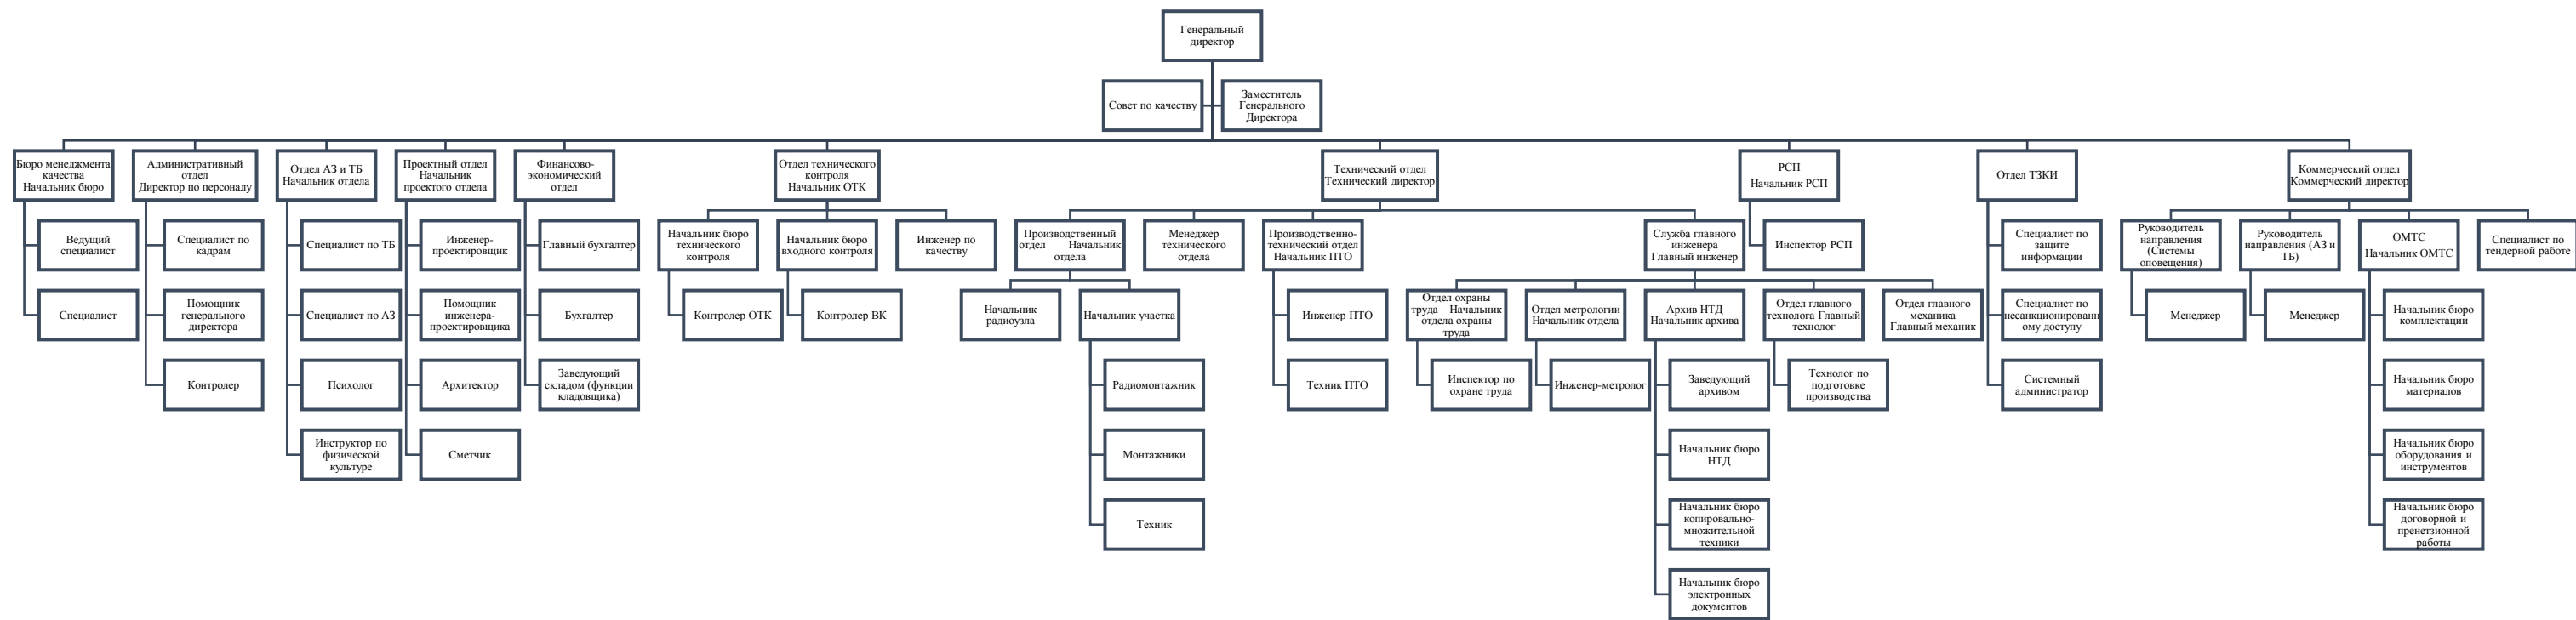 Генеральный
директор
Совет по качеству
Заместитель
Генерального
Директора
Бюро менеджмента
качества
Начальник бюро
Административный
отдел
Директор по персоналу
Отдел АЗ и ТБ
Начальник отдела
Проектный отдел
Начальник
проектого отдела
Финансово-
экономический
отдел
Отдел технического
контроля
Начальник ОТК
Технический отдел
Технический директор
РСП
Начальник РСП
Отдел ТЗКИ
Коммерческий отдел
Коммерческий директор
Ведущий
специалист
Специалист по
кадрам
Специалист по ТБ
Инженер-
проектировщик
Главный бухгалтер
Начальник бюро
технического
контроля
Начальник бюро
входного контроля
Инженер по
качеству
Производственный
отдел Начальник
отдела
Менеджер
технического
отдела
Производственно-
технический отдел
Начальник ПТО
Служба главного
инженера
Главный инженер
Инспектор РСП
Специалист по
защите
информации
Руководитель
направления
(Системы
оповещения)
Руководитель
направления (АЗ и
ТБ)
ОМТС
Начальник ОМТС
Специалист по
тендерной работе
Специалист
Помощник
генерального
директора
Специалист по АЗ
Помощник
инженера-
проектировщика
Бухгалтер
Контролер ОТК
Контролер ВК
Начальник
радиоузла
Начальник участка
Инженер ПТО
Отдел охраны
труда Начальник
отдела охраны
труда
Отдел метрологии
Начальник отдела
Архив НТД
Начальник архива
Отдел главного
технолога Главный
технолог
Отдел главного
механика
Главный механик
Специалист по
несанкционированн
ому доступу
Менеджер
Менеджер
Начальник бюро
комплектации
Контролер
Психолог
Архитектор
Заведующий
складом (функции
кладовщика)
Радиомонтажник
Техник ПТО
Инспектор по
охране труда
Инженер-метролог
Заведующий
архивом
Технолог по
подготовке
производства
Системный
администратор
Начальник бюро
материалов
Инструктор по
физической
культуре
Сметчик
Монтажники
Начальник бюро
НТД
Начальник бюро
оборудования и
инструментов
Техник
Начальник бюро
копировально-
множительной
техники
Начальник бюро
договорной и
пренетзионной
работы
Начальник бюро
электронных
документов